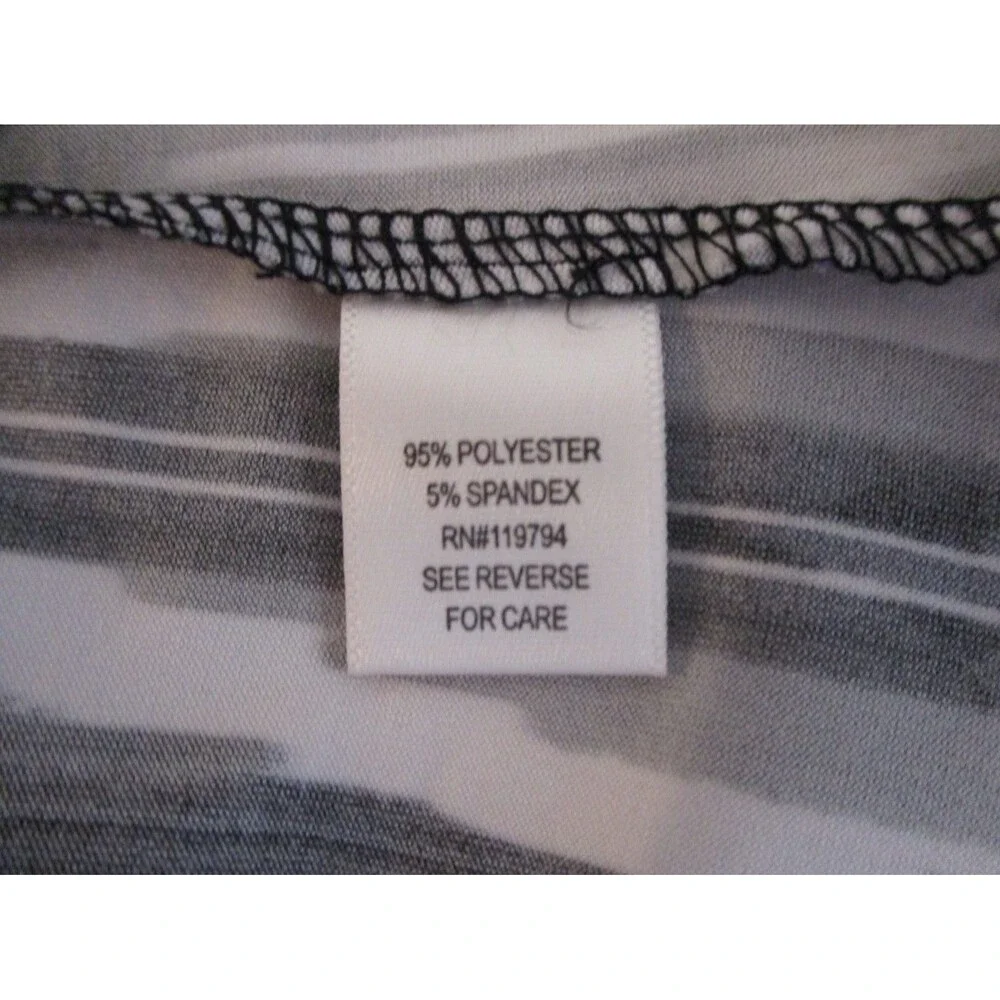 95% POLYESTER
5% SPANDEX
RN#119794
SEE REVERSE
FOR CARE